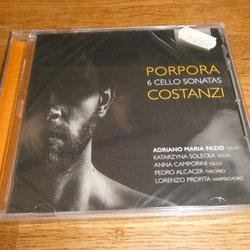 PORPORA
6 CELLO SONATAS
COSTANZI
ADRIANO MARIA FAZIO CELLO
KATARZYNA SOLECKA VIOLIN
ANNA CAMPORINI CELLO
PEDRO ALCACER THEORBO
LORENZO PROFITA HARPSICHORD